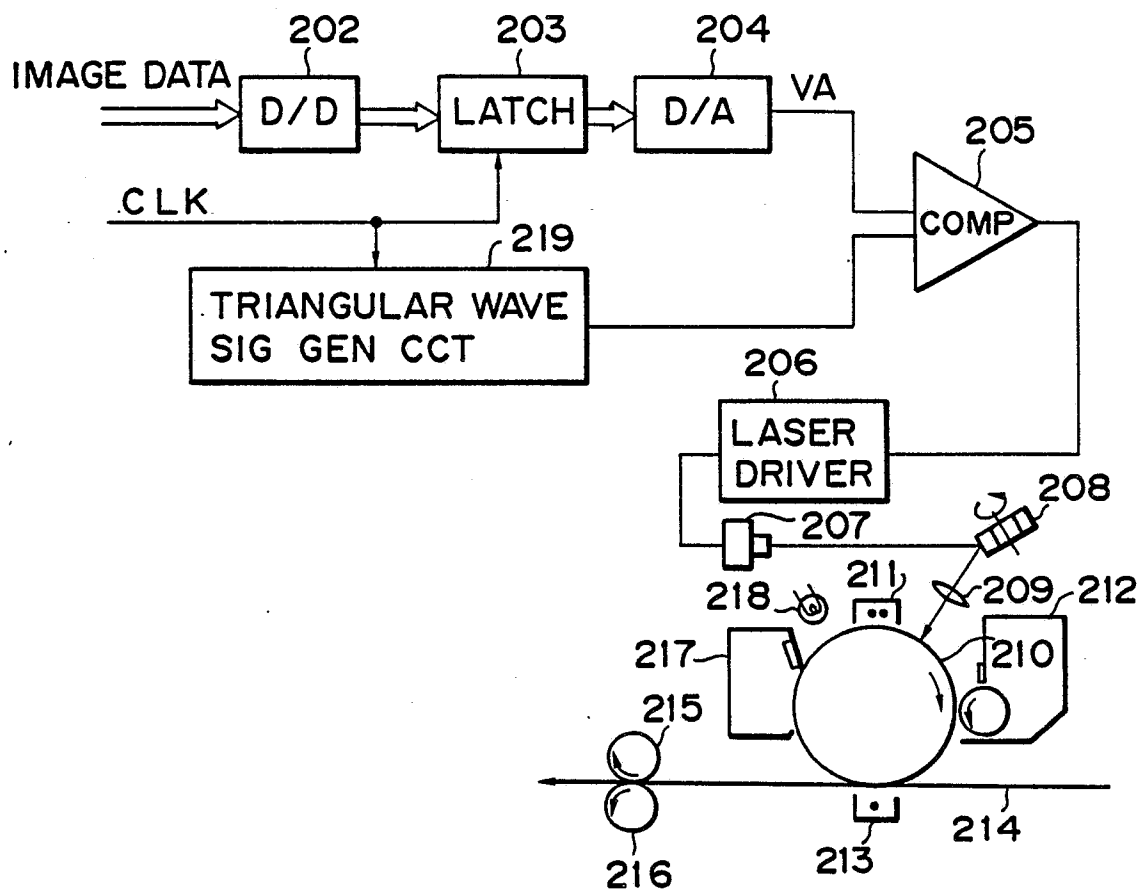 202
203
204
IMAGE DATA
D/D
LATCH
D/A
VA
205
CLK
COMP
219
TRIANGULAR WAVE
SIG GEN CCT
206
LASER
DRIVER
207
208
211
218
209
212
217
210
215
214
213
216